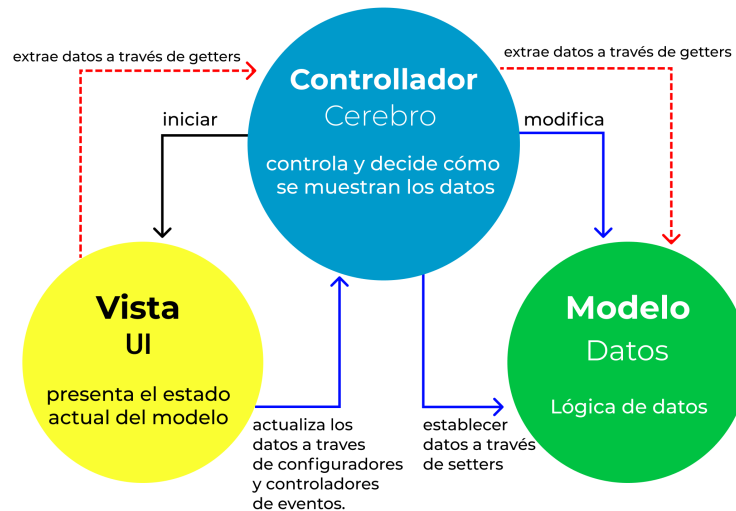 extrae datos a través de getters
extrae datos a través de getters
Controllador
Cerebro
controla y decide cómo
se muestran los datos
iniciar
modifica
Vista
UI
presenta el estado
actual del modelo
Modelo
Datos
Lógica de datos
actualiza los
datos a traves
de configuradores
y controladores
de eventos.
establecer
datos a través
de setters